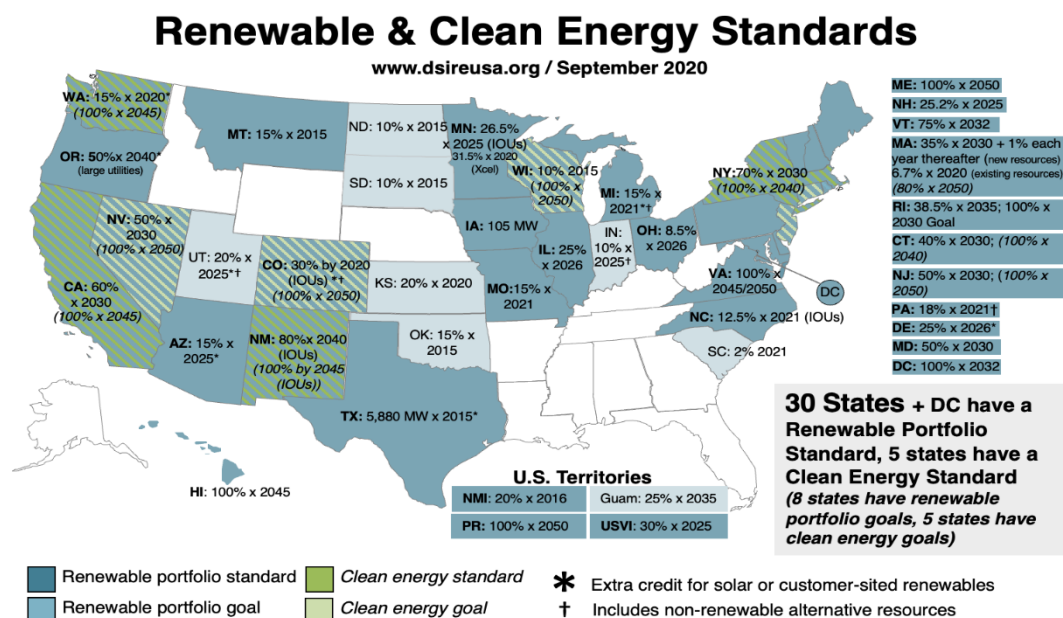 Renewable & Clean Energy Standards
www.dsireusa.org / September 2020
WA: 15% x 2020*
(100% x 2045)
OR: 50%x 2040*
(large utilities)
MT: 15% x 2015
ND: 10% x 2015
SD: 10% x 2015
MN: 26.5%
x 2025 (IOUs)
31.5% x 2020
(Xcel)
WI: 10% 2015
(100% x
2050)
MI: 15% x
2021*†
NY:70% x 2030
(100% x 2040)
NV: 50% x
2030
(100% x 2050)
UT: 20% x
2025*†
CO: 30% by 2020
(IOUs) *†
(100% x 2050)
IA: 105 MW
IL: 25%
x 2026
IN:
10% x
2025†
OH: 8.5%
x 2026
CA: 60%
x 2030
(100% x 2045)
KS: 20% x 2020
MO:15% x
2021
VA: 100% x
2045/2050
DC
NC: 12.5% x 2021 (IOUs)
AZ: 15% x
2025*
NM: 80%x 2040
(IOUs)
(100% by 2045
(IOUs))
OK: 15% x
2015
SC: 2% 2021
TX: 5,880 MW x 2015*
HI: 100% x 2045
ME: 100% x 2050
NH: 25.2% x 2025
VT: 75% x 2032
MA: 35% x 2030 + 1% each
year thereafter (new resources)
6.7% x 2020 (existing resources)
(80% x 2050)
RI: 38.5% x 2035; 100% x
2030 Goal
CT: 40% x 2030; (100% x
2040)
NJ: 50% x 2030; (100% x
2050)
PA: 18% x 2021†
DE: 25% x 2026*
MD: 50% x 2030
DC: 100% x 2032
30 States + DC have a
Renewable Portfolio
Standard, 5 states have a
Clean Energy Standard
(8 states have renewable
portfolio goals, 5 states have
clean energy goals)
U.S. Territories
NMI: 20% x 2016
Guam: 25% x 2035
PR: 100% x 2050
USVI: 30% x 2025
Renewable portfolio standard
Clean energy standard
* Extra credit for solar or customer-sited renewables
Renewable portfolio goal
Clean energy goal
† Includes non-renewable alternative resources